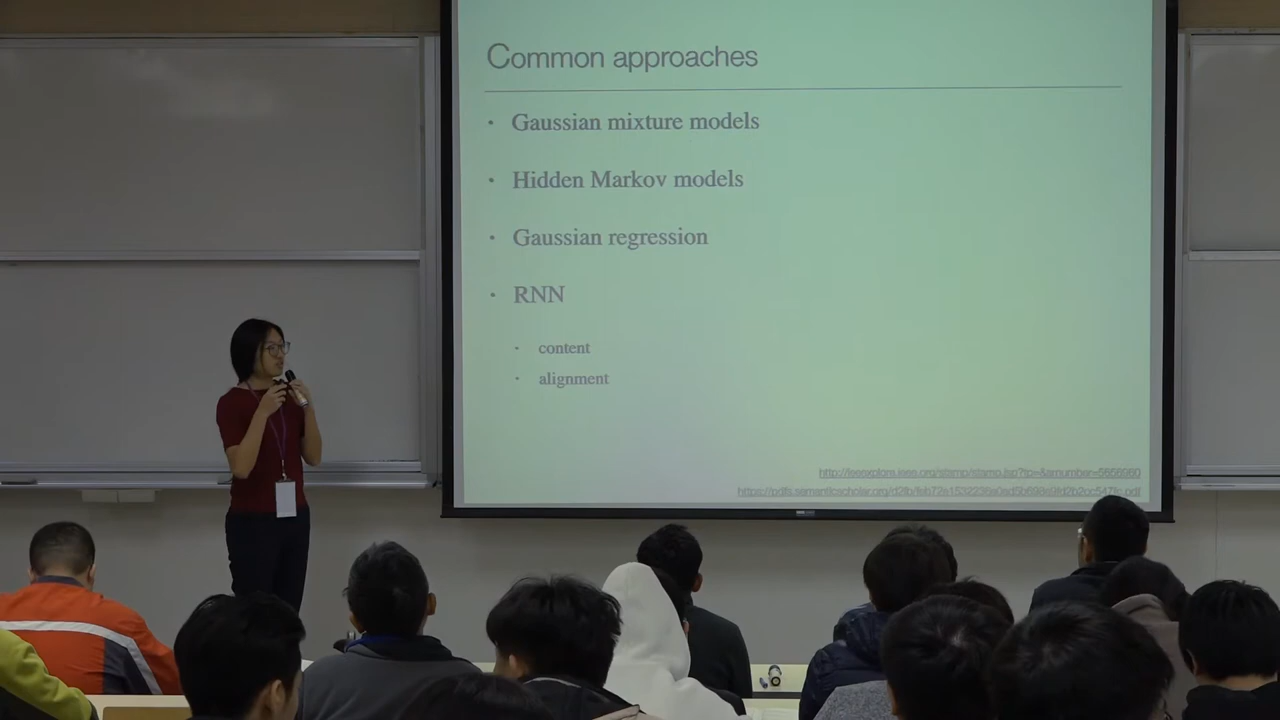 Common approaches
• Gaussian mixture models
• Hidden Markov models
• Gaussian regression
• RNN
• content
• alignment